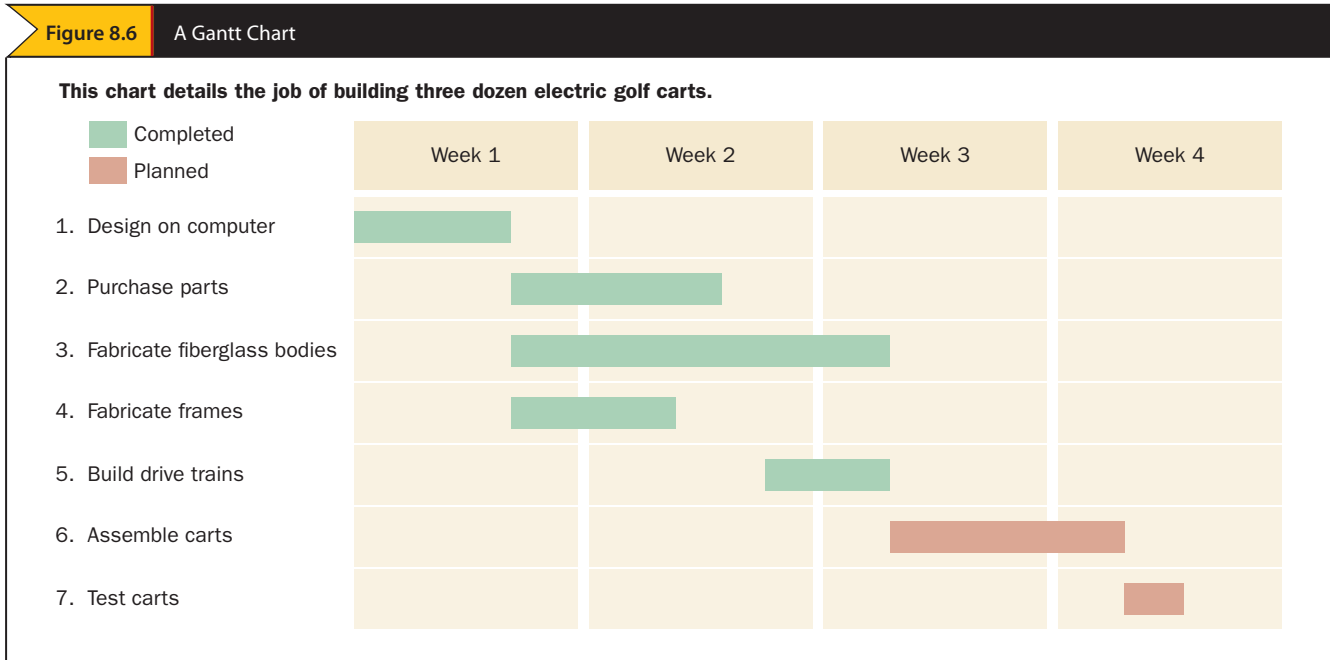 Figure 8.6 A Gantt Chart
This chart details the job of building three dozen electric golf carts.
Completed
Planned
Week 1 Week 2 Week 3 Week 4
1. Design on computer
2. Purchase parts
3. Fabricate fiberglass bodies
4. Fabricate frames
5. Build drive trains
6. Assemble carts
7. Test carts